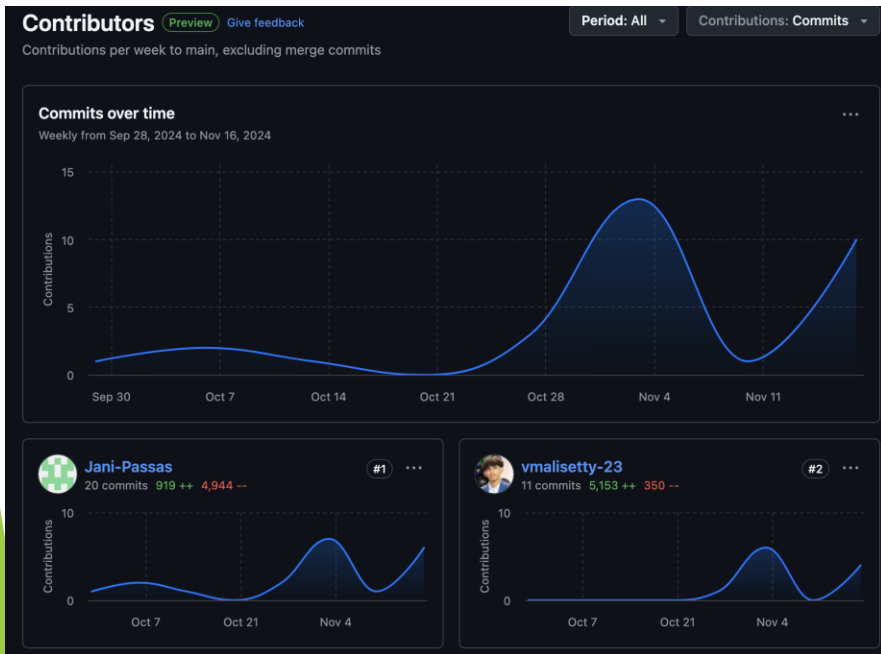 Contributors Preview Give feedback Period: All Contributions: Commits
Contributions per week to main, excluding merge commits
Commits over time
Weekly from Sep 28, 2024 to Nov 16, 2024
Contributions
15
10
5
0
Sep 30 Oct 7 Oct 14 Oct 21 Oct 28 Nov 4 Nov 11
Jani-Passas #1
20 commits 919 ++ 4,944 --
Contributions
10
0
Oct 7 Oct 21 Nov 4
vmalisetty-23 #2
11 commits 5,153 ++ 350 --
Contributions
10
0
Oct 7 Oct 21 Nov 4